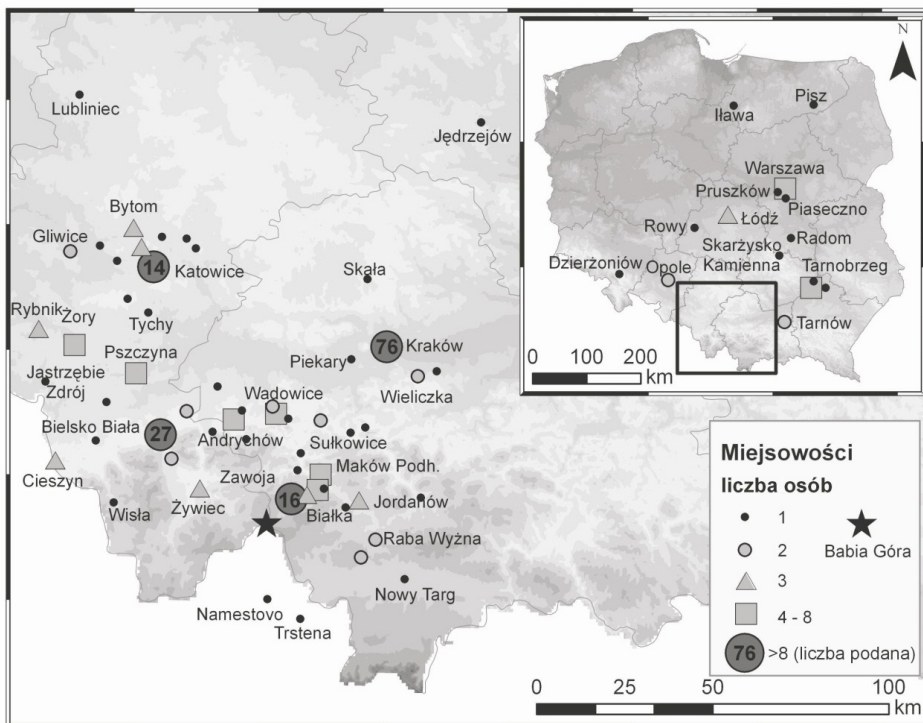 Lubliniec
Jędrzejów
Bytom
Gliwice
14
Katowice
Skała
Rybnik
Żory
Tychy
76
Kraków
Pszczyna
Piekary
Jastrzębie
Zdrój
Wieliczka
Wadowice
Bielsko Biała
27
Andrychów
Sułkowice
Cieszyn
Zawoja
Maków Podh.
16
Wisła
Żywiec
Białka
Jordanów
Raba Wyżna
Nowy Targ
Namestovo
Trstena
N
Pisz
Iława
Warszawa
Pruszków
Piaseczno
Łódź
Rowy
Radom
Skarżysko
Kamienna
Dzierżoniów
Opole
Tarnobrzeg
Tarnów
0 100 200
km
Miejsowości
liczba osób
1
Babia Góra
2
3
4 - 8
76 >8 (liczba podana)
0 25 50 100
km